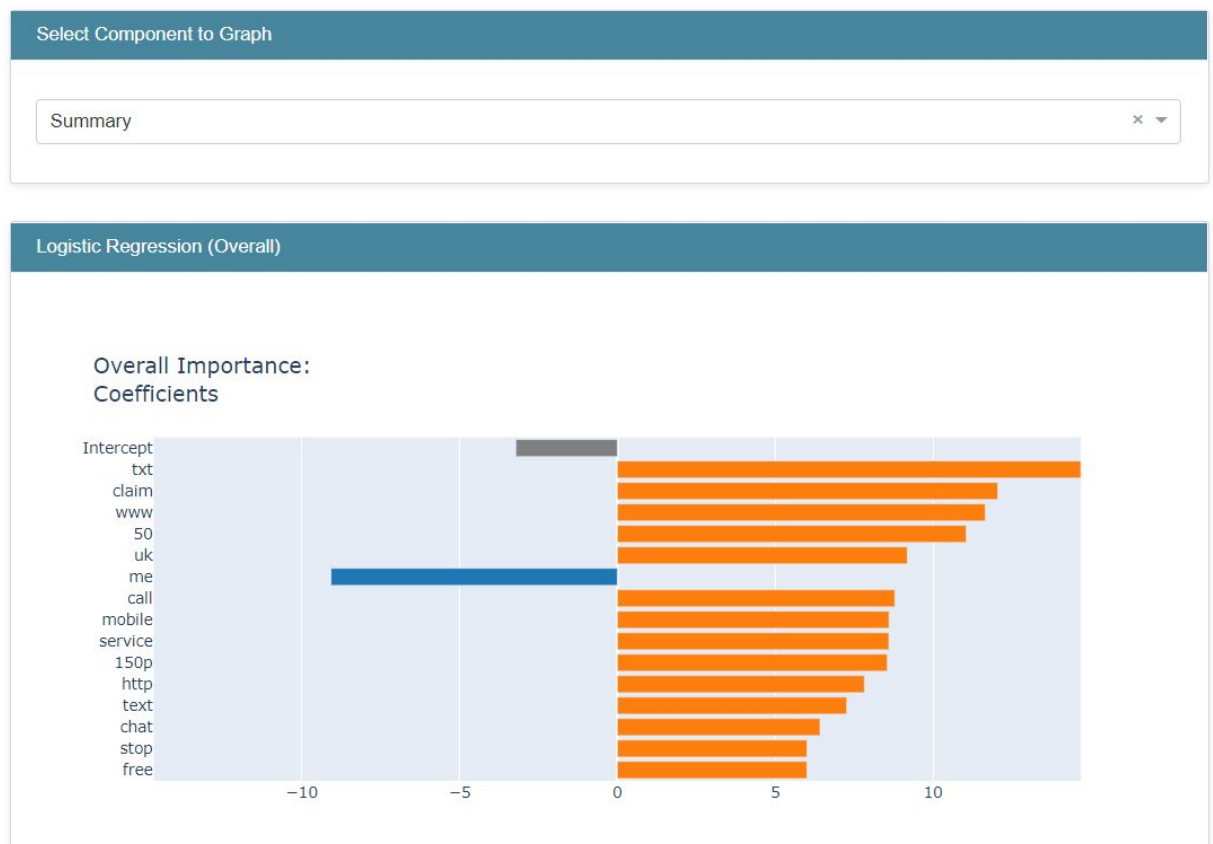 Select Component to Graph
Summary
Logistic Regression (Overall)
Overall Importance:
Coefficients
Intercept
txt
claim
www
50
uk
me
call
mobile
service
150p
http
text
chat
stop
free
−10 −5 0 5 10